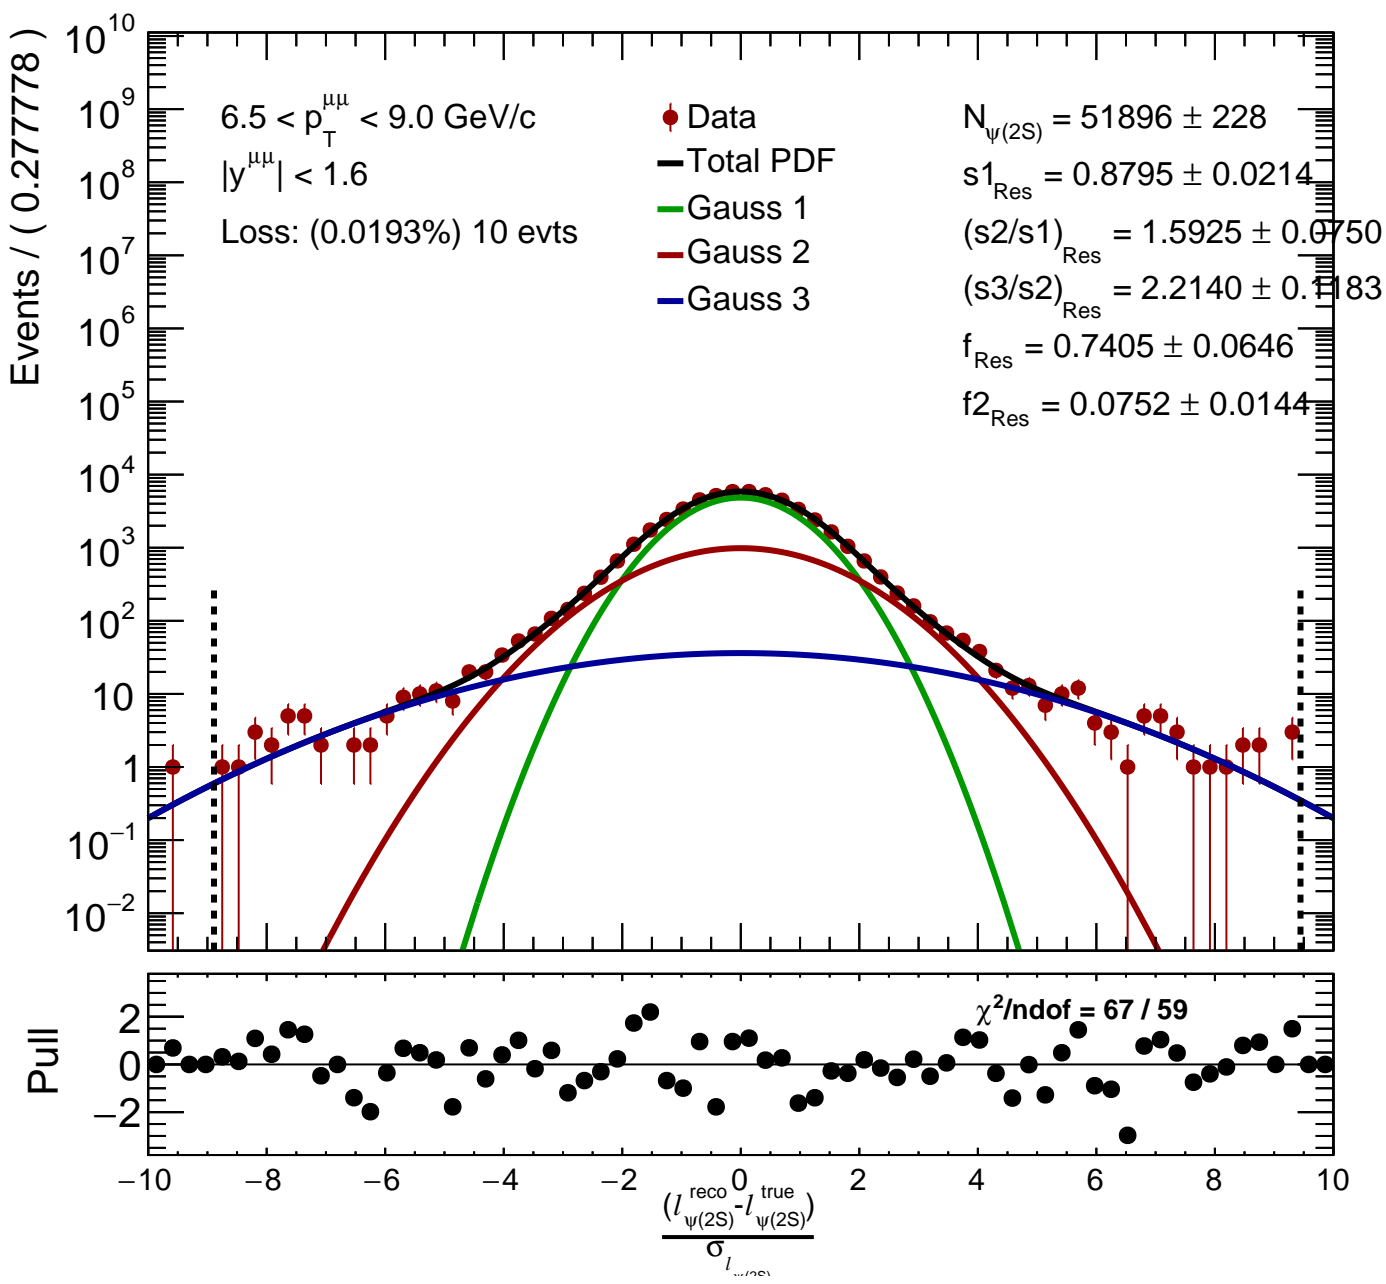 Events / ( 0.2777778
10^10
10^9
10^8
10^7
10^6
10^5
10^4
10^3
10^2
10
1
10^−1
10^−2
6.5 < p_T^μμ < 9.0 GeV/c
|y^μμ| < 1.6
Loss: (0.0193%) 10 evts
Data
Total PDF
Gauss 1
Gauss 2
Gauss 3
N_ψ(2S) = 51896 ± 228
s1_Res = 0.8795 ± 0.0214
(s2/s1)_Res = 1.5925 ± 0.0750
(s3/s2)_Res = 2.2140 ± 0.1183
f_Res = 0.7405 ± 0.0646
f2_Res = 0.0752 ± 0.0144
Pull
2
0
−2
χ²/ndof = 67 / 59
−10 −8 −6 −4 −2 0 2 4 6 8 10
(l_ψ(2S)^reco-l_ψ(2S)^true)
σ_l_ψ(2S)